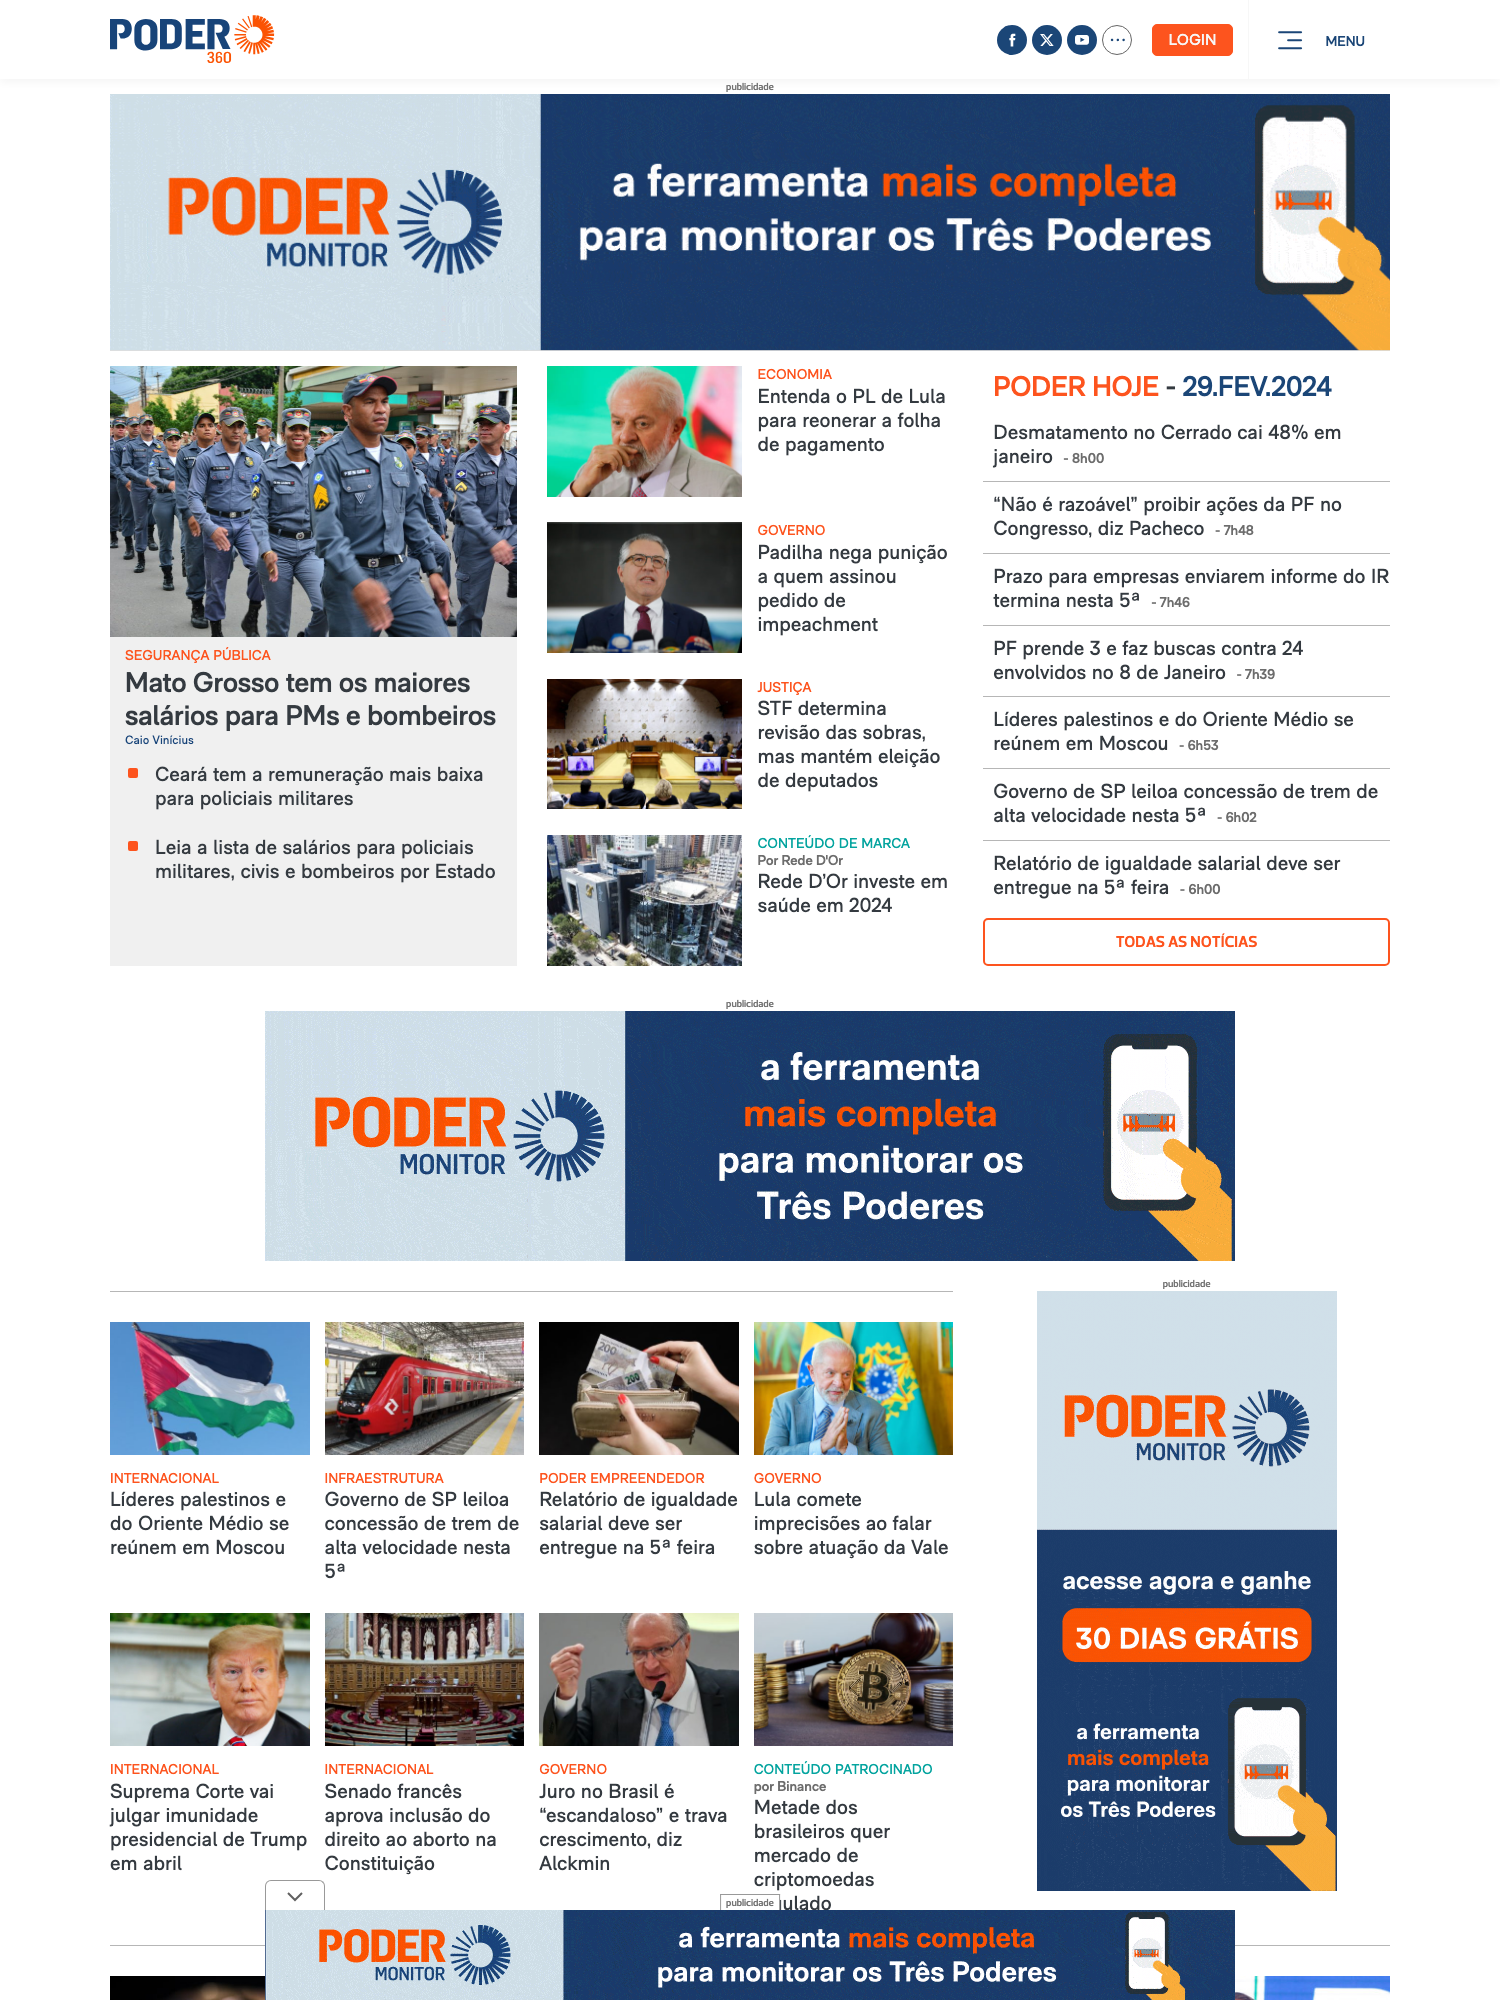 PODER
360
LOGIN
MENU
publicidade
PODER
MONITOR
a ferramenta mais completa
para monitorar os Três Poderes
SEGURANÇA PÚBLICA
Mato Grosso tem os maiores
salários para PMs e bombeiros
Caio Vinícius
Ceará tem a remuneração mais baixa
para policiais militares
Leia a lista de salários para policiais
militares, civis e bombeiros por Estado
ECONOMIA
Entenda o PL de Lula
para reonerar a folha
de pagamento
GOVERNO
Padilha nega punição
a quem assinou
pedido de
impeachment
JUSTIÇA
STF determina
revisão das sobras,
mas mantém eleição
de deputados
CONTEÚDO DE MARCA
Por Rede D'Or
Rede D’Or investe em
saúde em 2024
PODER HOJE - 29.FEV.2024
Desmatamento no Cerrado cai 48% em
janeiro - 8h00
“Não é razoável” proibir ações da PF no
Congresso, diz Pacheco - 7h48
Prazo para empresas enviarem informe do IR
termina nesta 5ª - 7h46
PF prende 3 e faz buscas contra 24
envolvidos no 8 de Janeiro - 7h39
Líderes palestinos e do Oriente Médio se
reúnem em Moscou - 6h53
Governo de SP leiloa concessão de trem de
alta velocidade nesta 5ª - 6h02
Relatório de igualdade salarial deve ser
entregue na 5ª feira - 6h00
TODAS AS NOTÍCIAS
publicidade
PODER
MONITOR
a ferramenta
mais completa
para monitorar os
Três Poderes
INTERNACIONAL
Líderes palestinos e
do Oriente Médio se
reúnem em Moscou
INFRAESTRUTURA
Governo de SP leiloa
concessão de trem de
alta velocidade nesta
5ª
200
200
PODER EMPREENDEDOR
Relatório de igualdade
salarial deve ser
entregue na 5ª feira
GOVERNO
Lula comete
imprecisões ao falar
sobre atuação da Vale
INTERNACIONAL
Suprema Corte vai
julgar imunidade
presidencial de Trump
em abril
INTERNACIONAL
Senado francês
aprova inclusão do
direito ao aborto na
Constituição
GOVERNO
Juro no Brasil é
“escandaloso” e trava
crescimento, diz
Alckmin
CONTEÚDO PATROCINADO
por Binance
Metade dos
brasileiros quer
mercado de
criptomoedas
ulado
publicidade
PODER
MONITOR
acesse agora e ganhe
30 DIAS GRÁTIS
a ferramenta
mais completa
para monitorar
os Três Poderes
publicidade
PODER
MONITOR
a ferramenta mais completa
para monitorar os Três Poderes